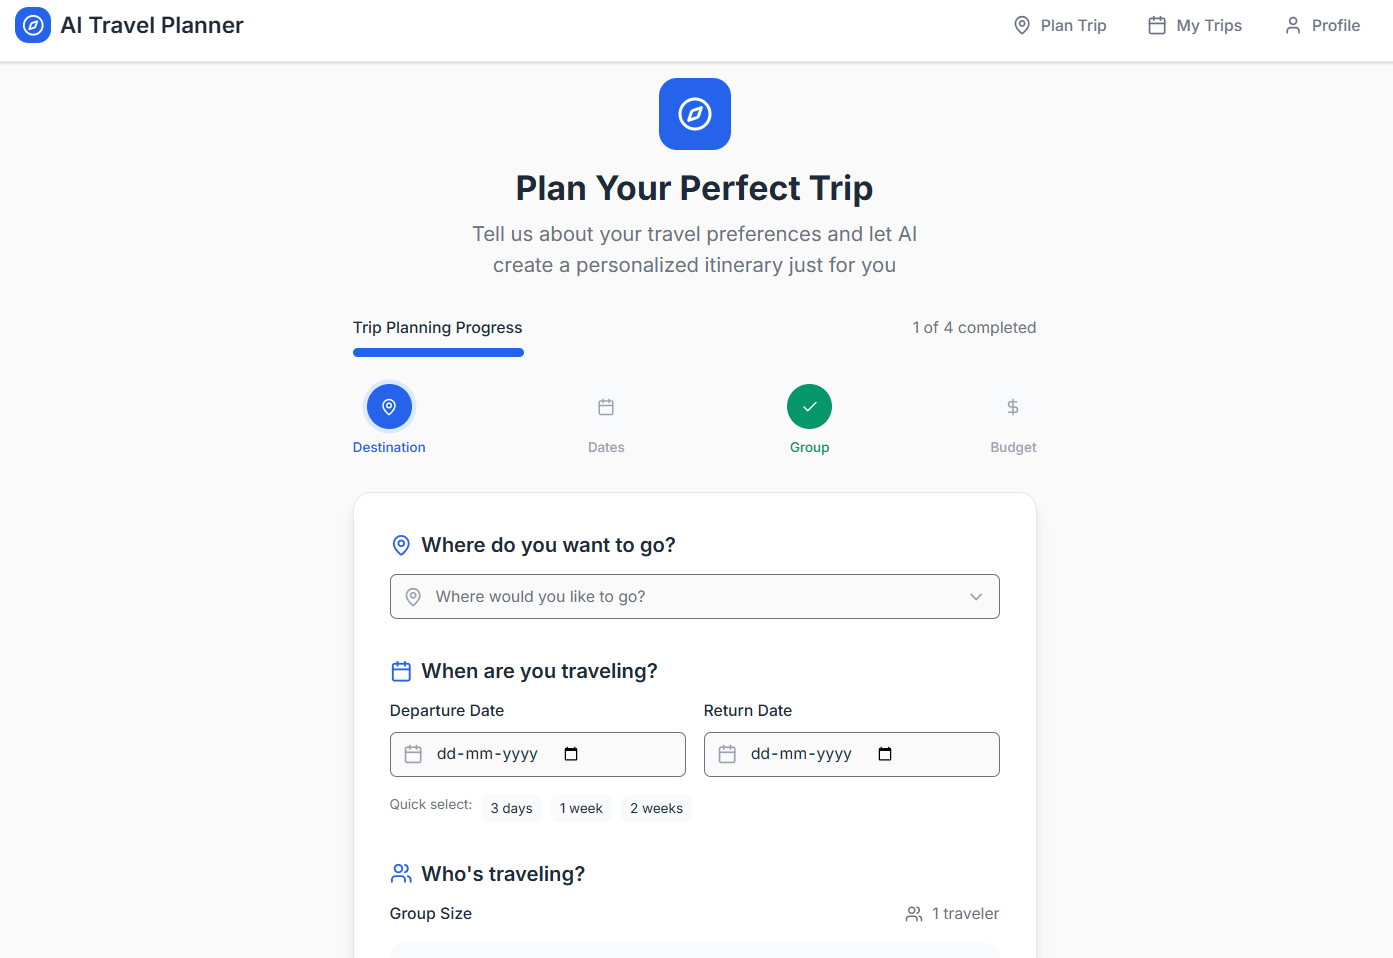 AI Travel Planner
Plan Trip
My Trips
Profile
Plan Your Perfect Trip
Tell us about your travel preferences and let AI
create a personalized itinerary just for you
Trip Planning Progress
1 of 4 completed
Destination
Dates
Group
$
Budget
Where do you want to go?
Where would you like to go?
When are you traveling?
Departure Date
Return Date
dd-mm-yyyy
dd-mm-yyyy
Quick select:
3 days
1 week
2 weeks
Who's traveling?
Group Size
1 traveler